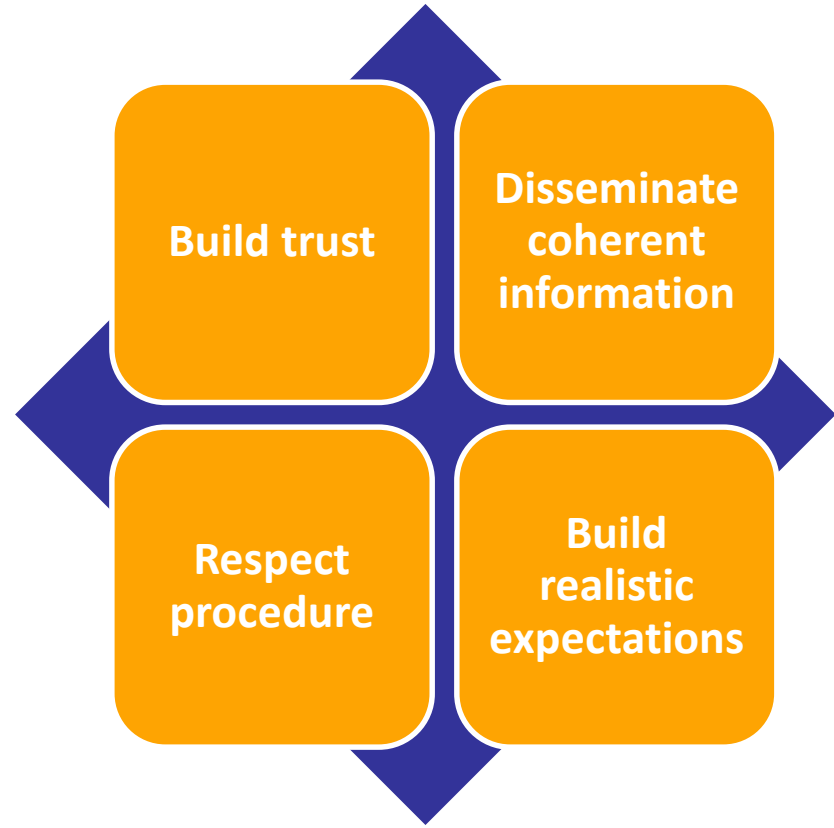 Build trust
Disseminate
coherent
information
Respect
procedure
Build
realistic
expectations